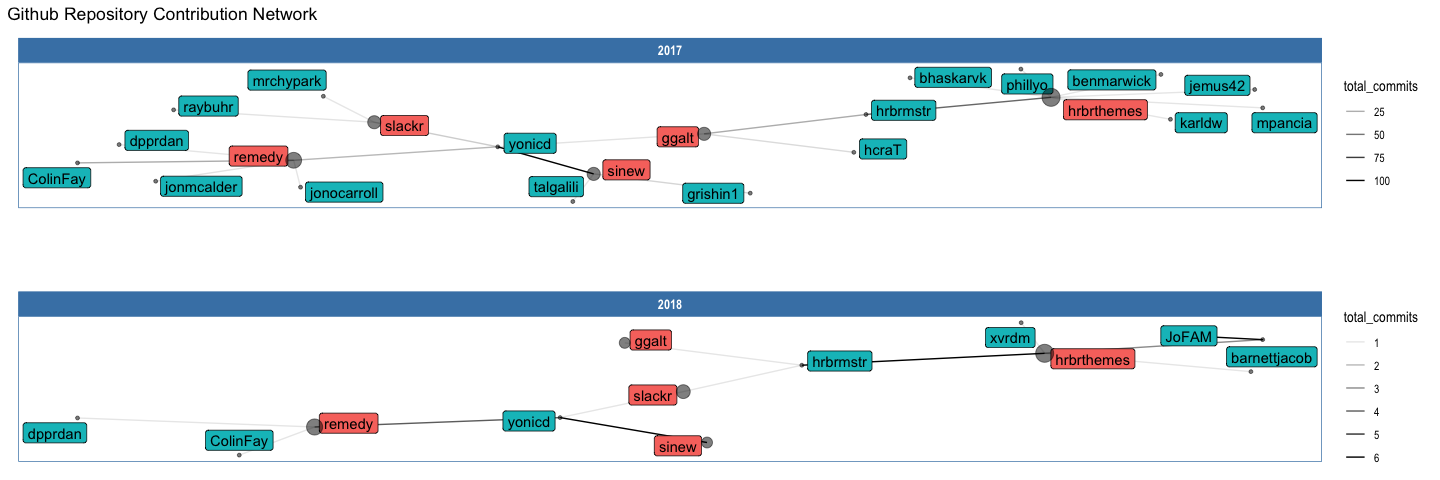 Github Repository Contribution Network
2017
mrchypark
raybuhr
slackr
dpprdan
remedy
ColinFay
jonmcalder
jonocarroll
yonicd
talgalili
sinew
grishin1
ggalt
hrbrmstr
hcraT
bhaskarvk
phillyo
benmarwick
jemus42
hrbrthemes
karldw
mpancia
total_commits
25
50
75
100
2018
ggalt
hrbrmstr
xvrdm
JoFAM
hrbrthemes
barnettjacob
slackr
remedy
yonicd
dpprdan
ColinFay
sinew
total_commits
1
2
3
4
5
6